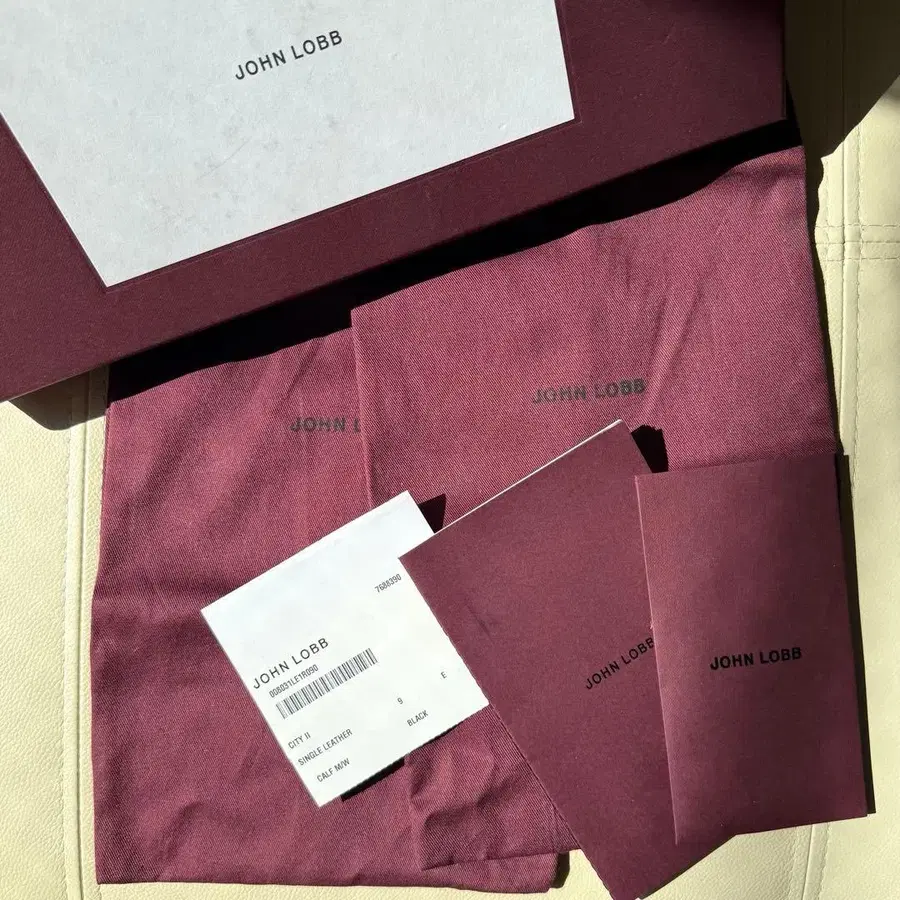 JOHN LOBB
JOHN LOBB
JOHN L
7688390
JOHN LOBB
008031LE1R090
CITY II
9 E
SINGLE LEATHER
BLACK
CALF M/W
JOHN LOBB
JOHN LOBB